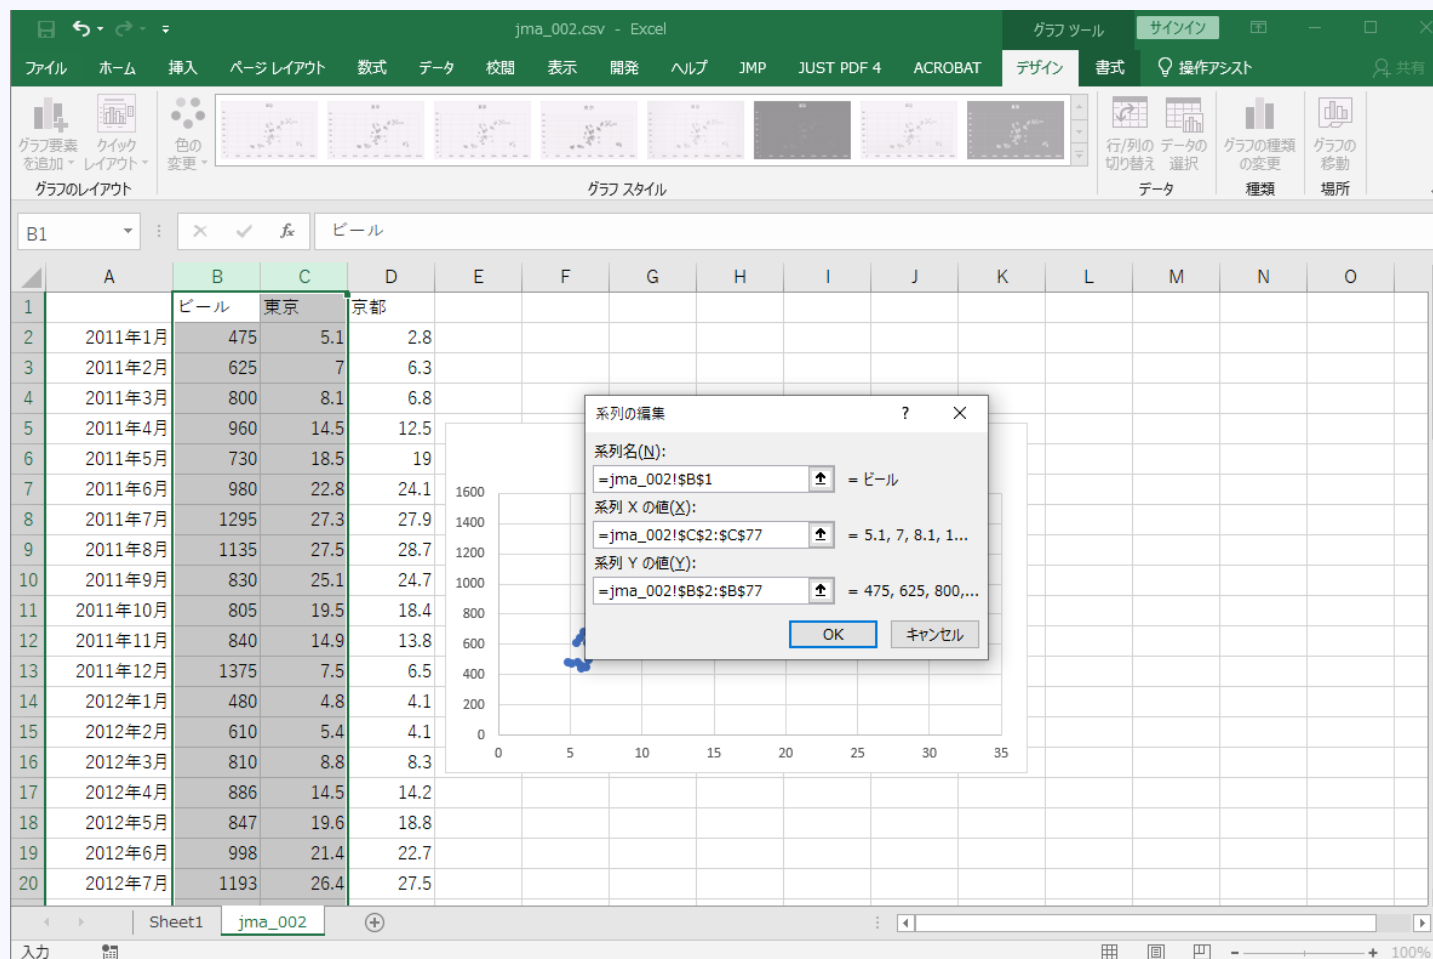 jma_002.csv - Excel
グラフ ツール
サインイン
ファイル ホーム 挿入 ページ レイアウト 数式 データ 校閲 表示 開発 ヘルプ JMP JUST PDF 4 ACROBAT デザイン 書式 操作アシスト 共有
グラフ要素を追加
クイックレイアウト
色の変更
行/列の切り替え
データの選択
グラフの種類の変更
グラフの移動
グラフのレイアウト
グラフ スタイル
データ
種類
場所
B1 fx ビール
A B C D E F G H I J K L M N O
1 ビール 東京 京都
2 2011年1月 475 5.1 2.8
3 2011年2月 625 7 6.3
4 2011年3月 800 8.1 6.8
5 2011年4月 960 14.5 12.5
6 2011年5月 730 18.5 19
7 2011年6月 980 22.8 24.1
8 2011年7月 1295 27.3 27.9
9 2011年8月 1135 27.5 28.7
10 2011年9月 830 25.1 24.7
11 2011年10月 805 19.5 18.4
12 2011年11月 840 14.9 13.8
13 2011年12月 1375 7.5 6.5
14 2012年1月 480 4.8 4.1
15 2012年2月 610 5.4 4.1
16 2012年3月 810 8.8 8.3
17 2012年4月 886 14.5 14.2
18 2012年5月 847 19.6 18.8
19 2012年6月 998 21.4 22.7
20 2012年7月 1193 26.4 27.5
1600
1400
1200
1000
800
600
400
200
0
0 5 10 15 20 25 30 35
系列の編集 ?
系列名(N):
=jma_002!$B$1 = ビール
系列 X の値(X):
=jma_002!$C$2:$C$77 = 5.1, 7, 8.1, 1...
系列 Y の値(Y):
=jma_002!$B$2:$B$77 = 475, 625, 800,...
OK キャンセル
Sheet1 jma_002
入力
100%